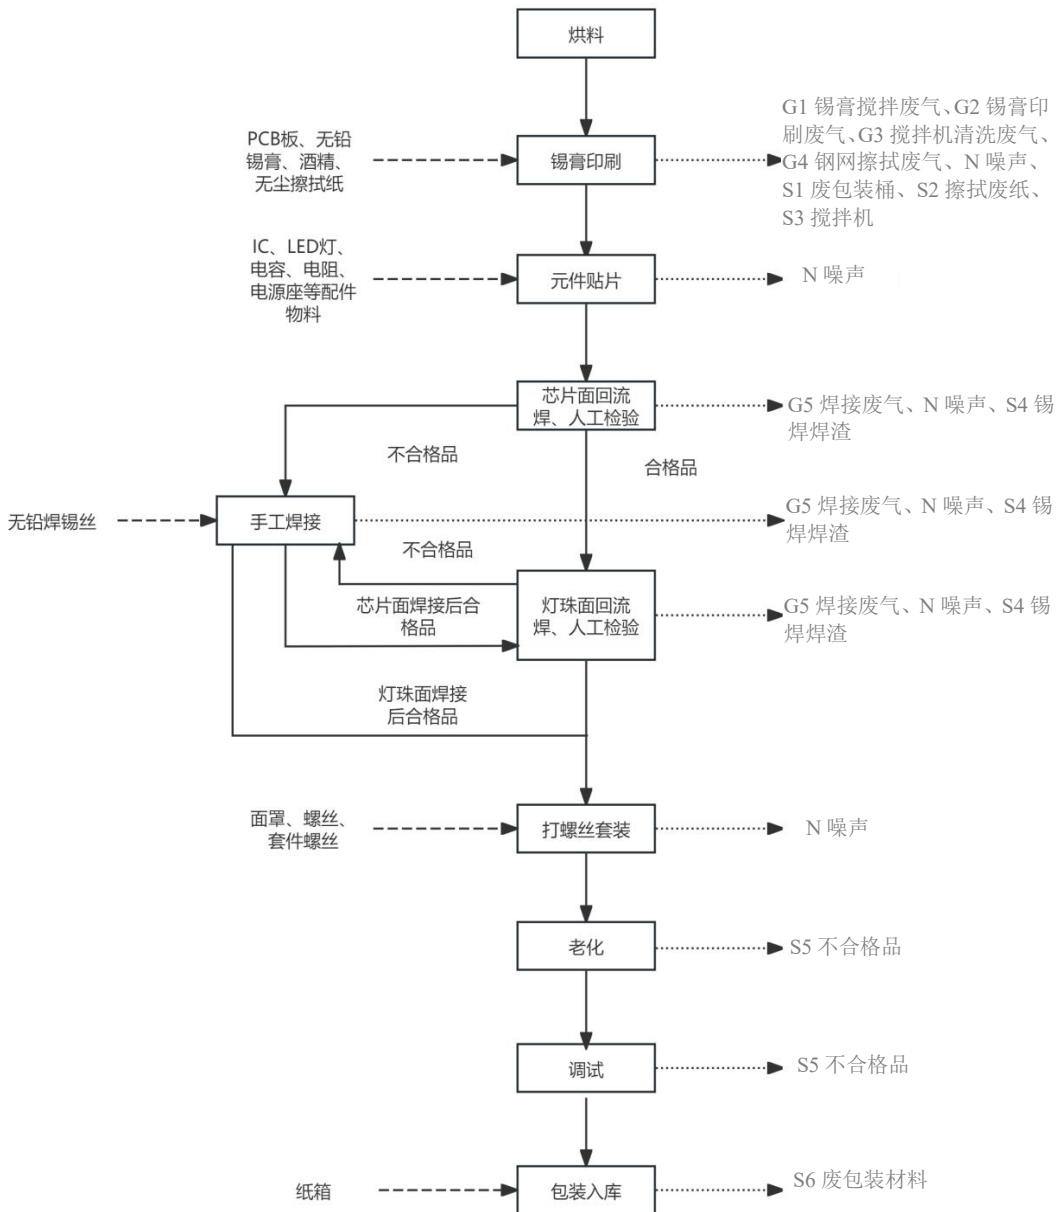 烘料
PCB板、无铅
锡膏、酒精、
无尘擦拭纸
锡膏印刷
G1 锡膏搅拌废气、G2 锡膏印
刷废气、G3 搅拌机清洗废气、
G4 钢网擦拭废气、N 噪声、
S1 废包装桶、S2 擦拭废纸、
S3 搅拌机
IC、LED灯、
电容、电阻、
电源座等配件
物料
元件贴片
N 噪声
芯片面回流
焊、人工检验
G5 焊接废气、N 噪声、S4 锡
焊焊渣
不合格品
合格品
无铅焊锡丝
手工焊接
G5 焊接废气、N 噪声、S4 锡
焊焊渣
不合格品
芯片面焊接后合
格品
灯珠面回流
焊、人工检验
G5 焊接废气、N 噪声、S4 锡
焊焊渣
灯珠面焊接
后合格品
面罩、螺丝、
套件螺丝
打螺丝套装
N 噪声
老化
S5 不合格品
调试
S5 不合格品
纸箱
包装入库
S6 废包装材料